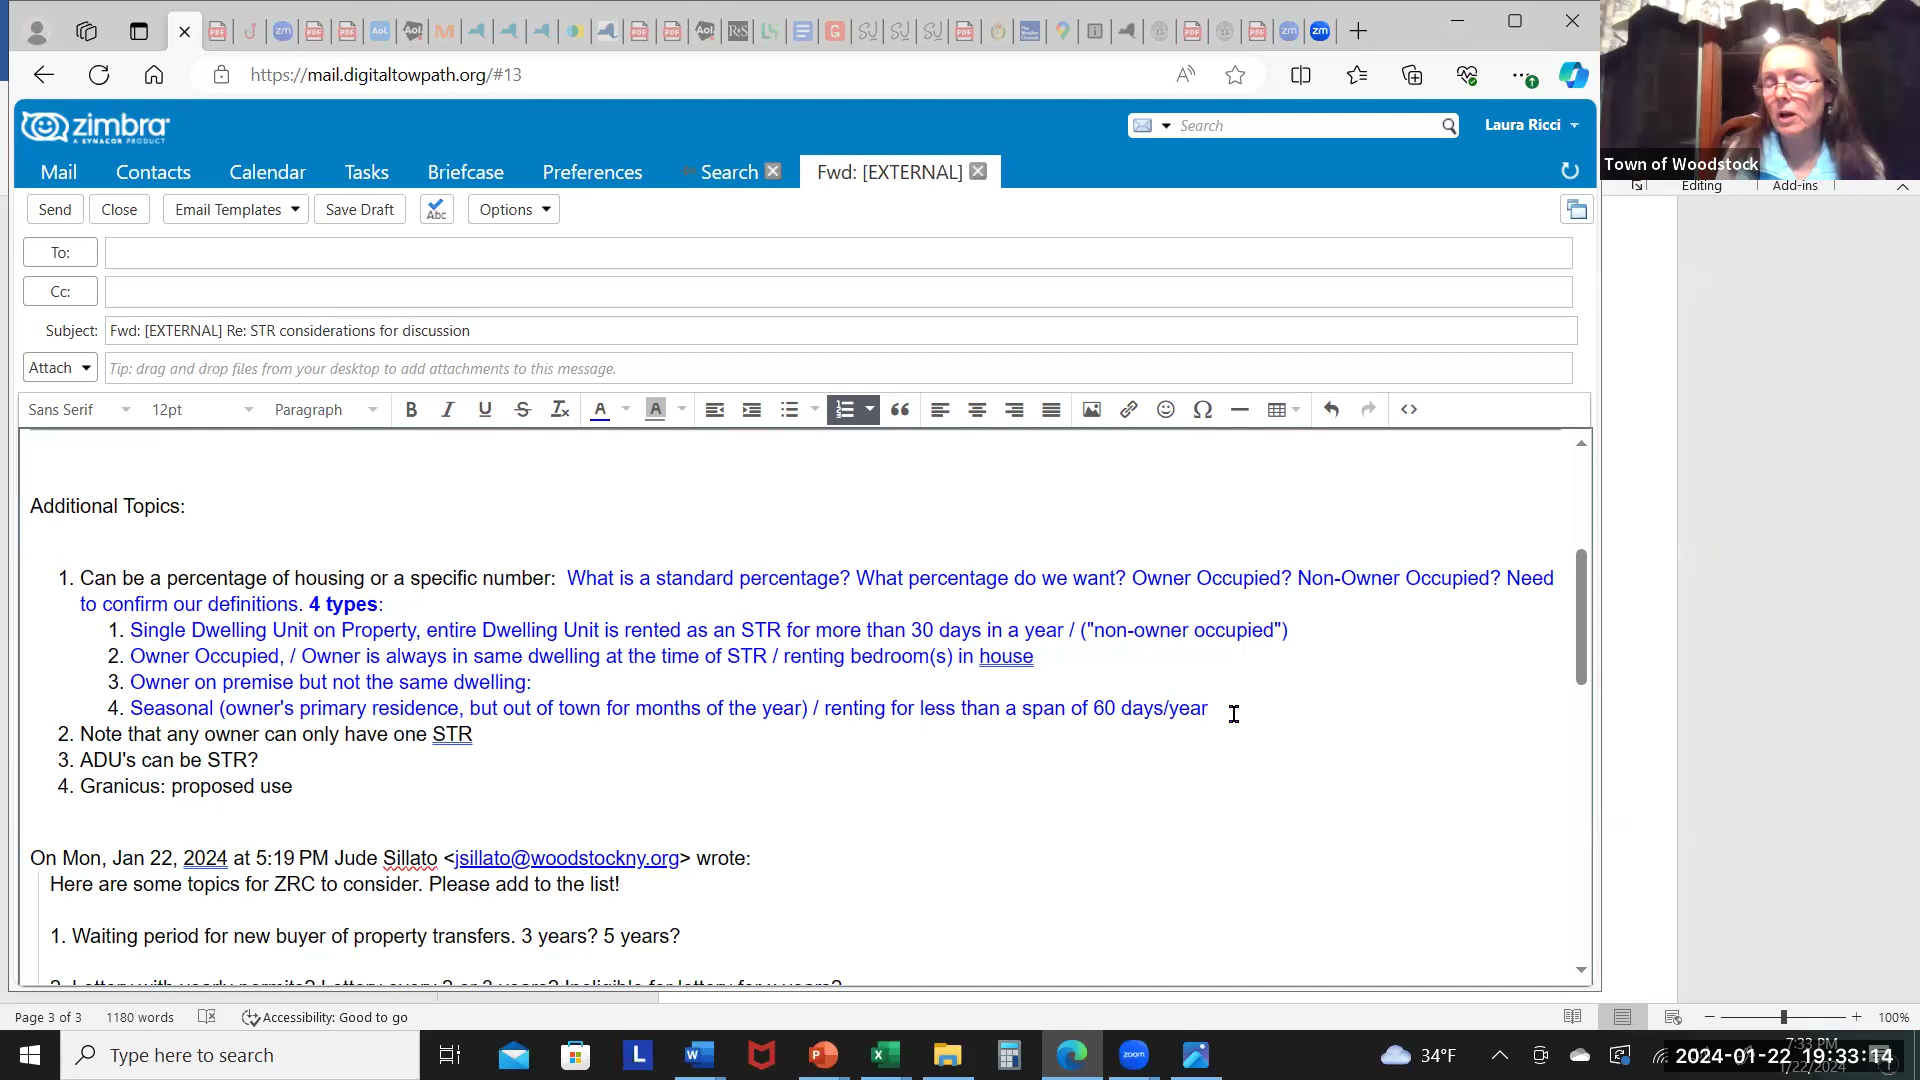 https://mail.digitaltowpath.org/#13
zimbra
A SYNACOR PRODUCT
Search
Laura Ricci
Town of Woodstock
Mail
Contacts
Calendar
Tasks
Briefcase
Preferences
Search
Fwd: [EXTERNAL]
Editing
Add-ins
Send
Close
Email Templates
Save Draft
Abc
Options
To:
Cc:
Subject:
Fwd: [EXTERNAL] Re: STR considerations for discussion
Attach
Tip: drag and drop files from your desktop to add attachments to this message.
Sans Serif
12pt
Paragraph
Additional Topics:
1. Can be a percentage of housing or a specific number: What is a standard percentage? What percentage do we want? Owner Occupied? Non-Owner Occupied? Need
to confirm our definitions. 4 types:
1. Single Dwelling Unit on Property, entire Dwelling Unit is rented as an STR for more than 30 days in a year / ("non-owner occupied")
2. Owner Occupied, / Owner is always in same dwelling at the time of STR / renting bedroom(s) in house
3. Owner on premise but not the same dwelling:
4. Seasonal (owner's primary residence, but out of town for months of the year) / renting for less than a span of 60 days/year
2. Note that any owner can only have one STR
3. ADU's can be STR?
4. Granicus: proposed use
On Mon, Jan 22, 2024 at 5:19 PM Jude Sillato <jsillato@woodstockny.org> wrote:
Here are some topics for ZRC to consider. Please add to the list!
1. Waiting period for new buyer of property transfers. 3 years? 5 years?
Page 3 of 3
1180 words
Accessibility: Good to go
100%
Type here to search
34°F
7:33 PM
2024-01-22 19:33:14
1/22/2024